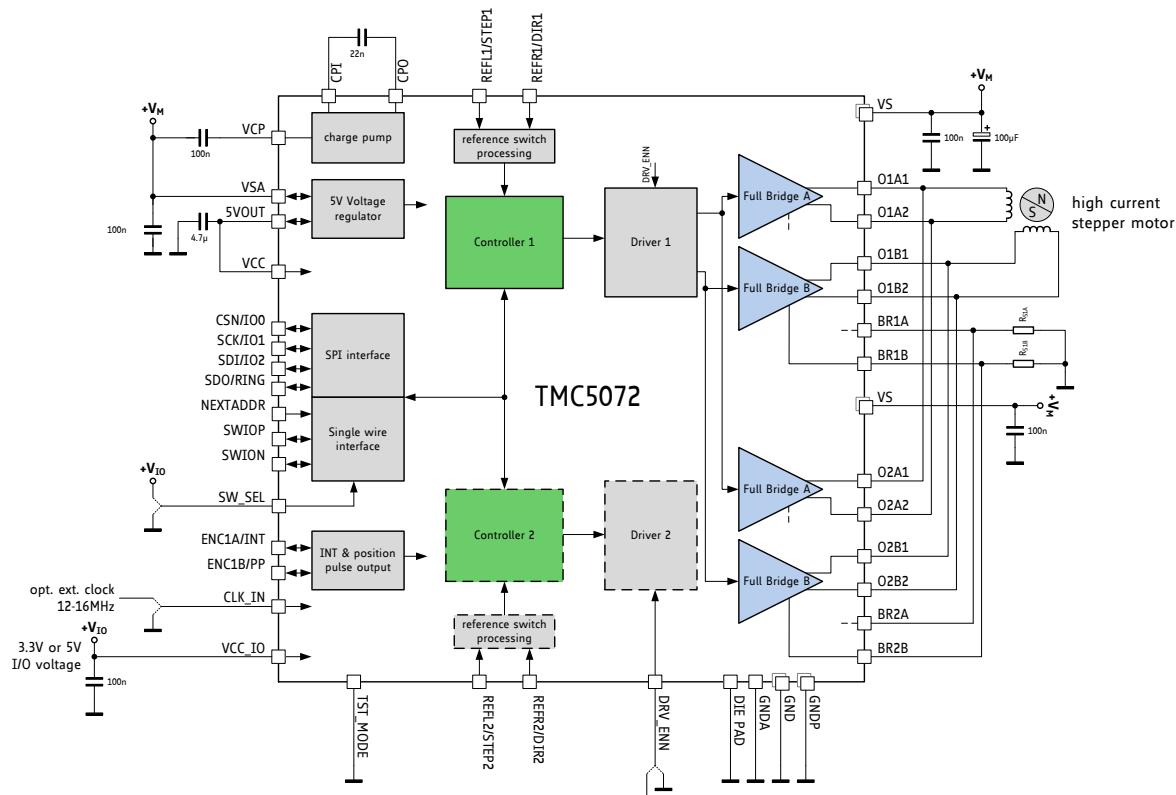 22n
CPI
CPO
REFL1/STEP1
REFR1/DIR1
+VM
VCP
100n
charge pump
reference switch
processing
DRV_ENN
VS
+VM
100n
+
100µF
VSA
5VOUT
5V Voltage
regulator
100n
4.7µ
VCC
Controller 1
Driver 1
Full Bridge A
Full Bridge B
O1A1
O1A2
O1B1
O1B2
BR1A
BR1B
N
S
high current
stepper motor
RS1A
RS1B
CSN/IO0
SCK/IO1
SDI/IO2
SDO/RING
NEXTADDR
SWIOP
SWION
SPI interface
Single wire
interface
TMC5072
VS
+VM
100n
+VIO
SW_SEL
Controller 2
Driver 2
Full Bridge A
Full Bridge B
O2A1
O2A2
O2B1
O2B2
BR2A
BR2B
ENC1A/INT
ENC1B/PP
INT & position
pulse output
opt. ext. clock
12-16MHz
CLK_IN
+VIO
3.3V or 5V
I/O voltage
VCC_IO
100n
reference switch
processing
TST_MODE
REFL2/STEP2
REFR2/DIR2
DRV_ENN
DIE PAD
GNDA
GND
GNDP